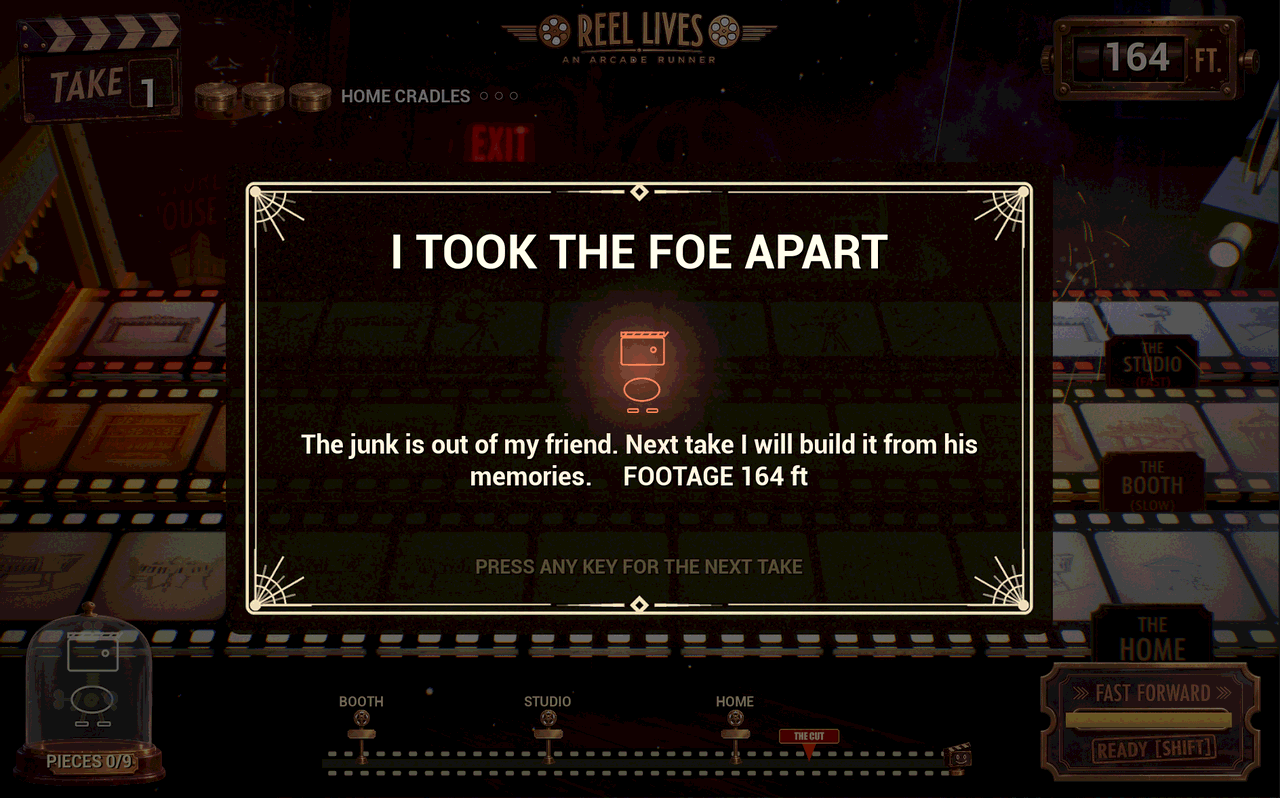 TAKE 1
REEL LIVES
AN ARCADE RUNNER
164 FT.
HOME CRADLES
EXIT
I TOOK THE FOE APART
The junk is out of my friend. Next take I will build it from his
memories. FOOTAGE 164 ft
PRESS ANY KEY FOR THE NEXT TAKE
THE
STUDIO
THE
BOOTH
(SLOW)
THE
HOME
BOOTH
STUDIO
HOME
THE CUT
PIECES 0/9
FAST FORWARD
READY [SHIFT]